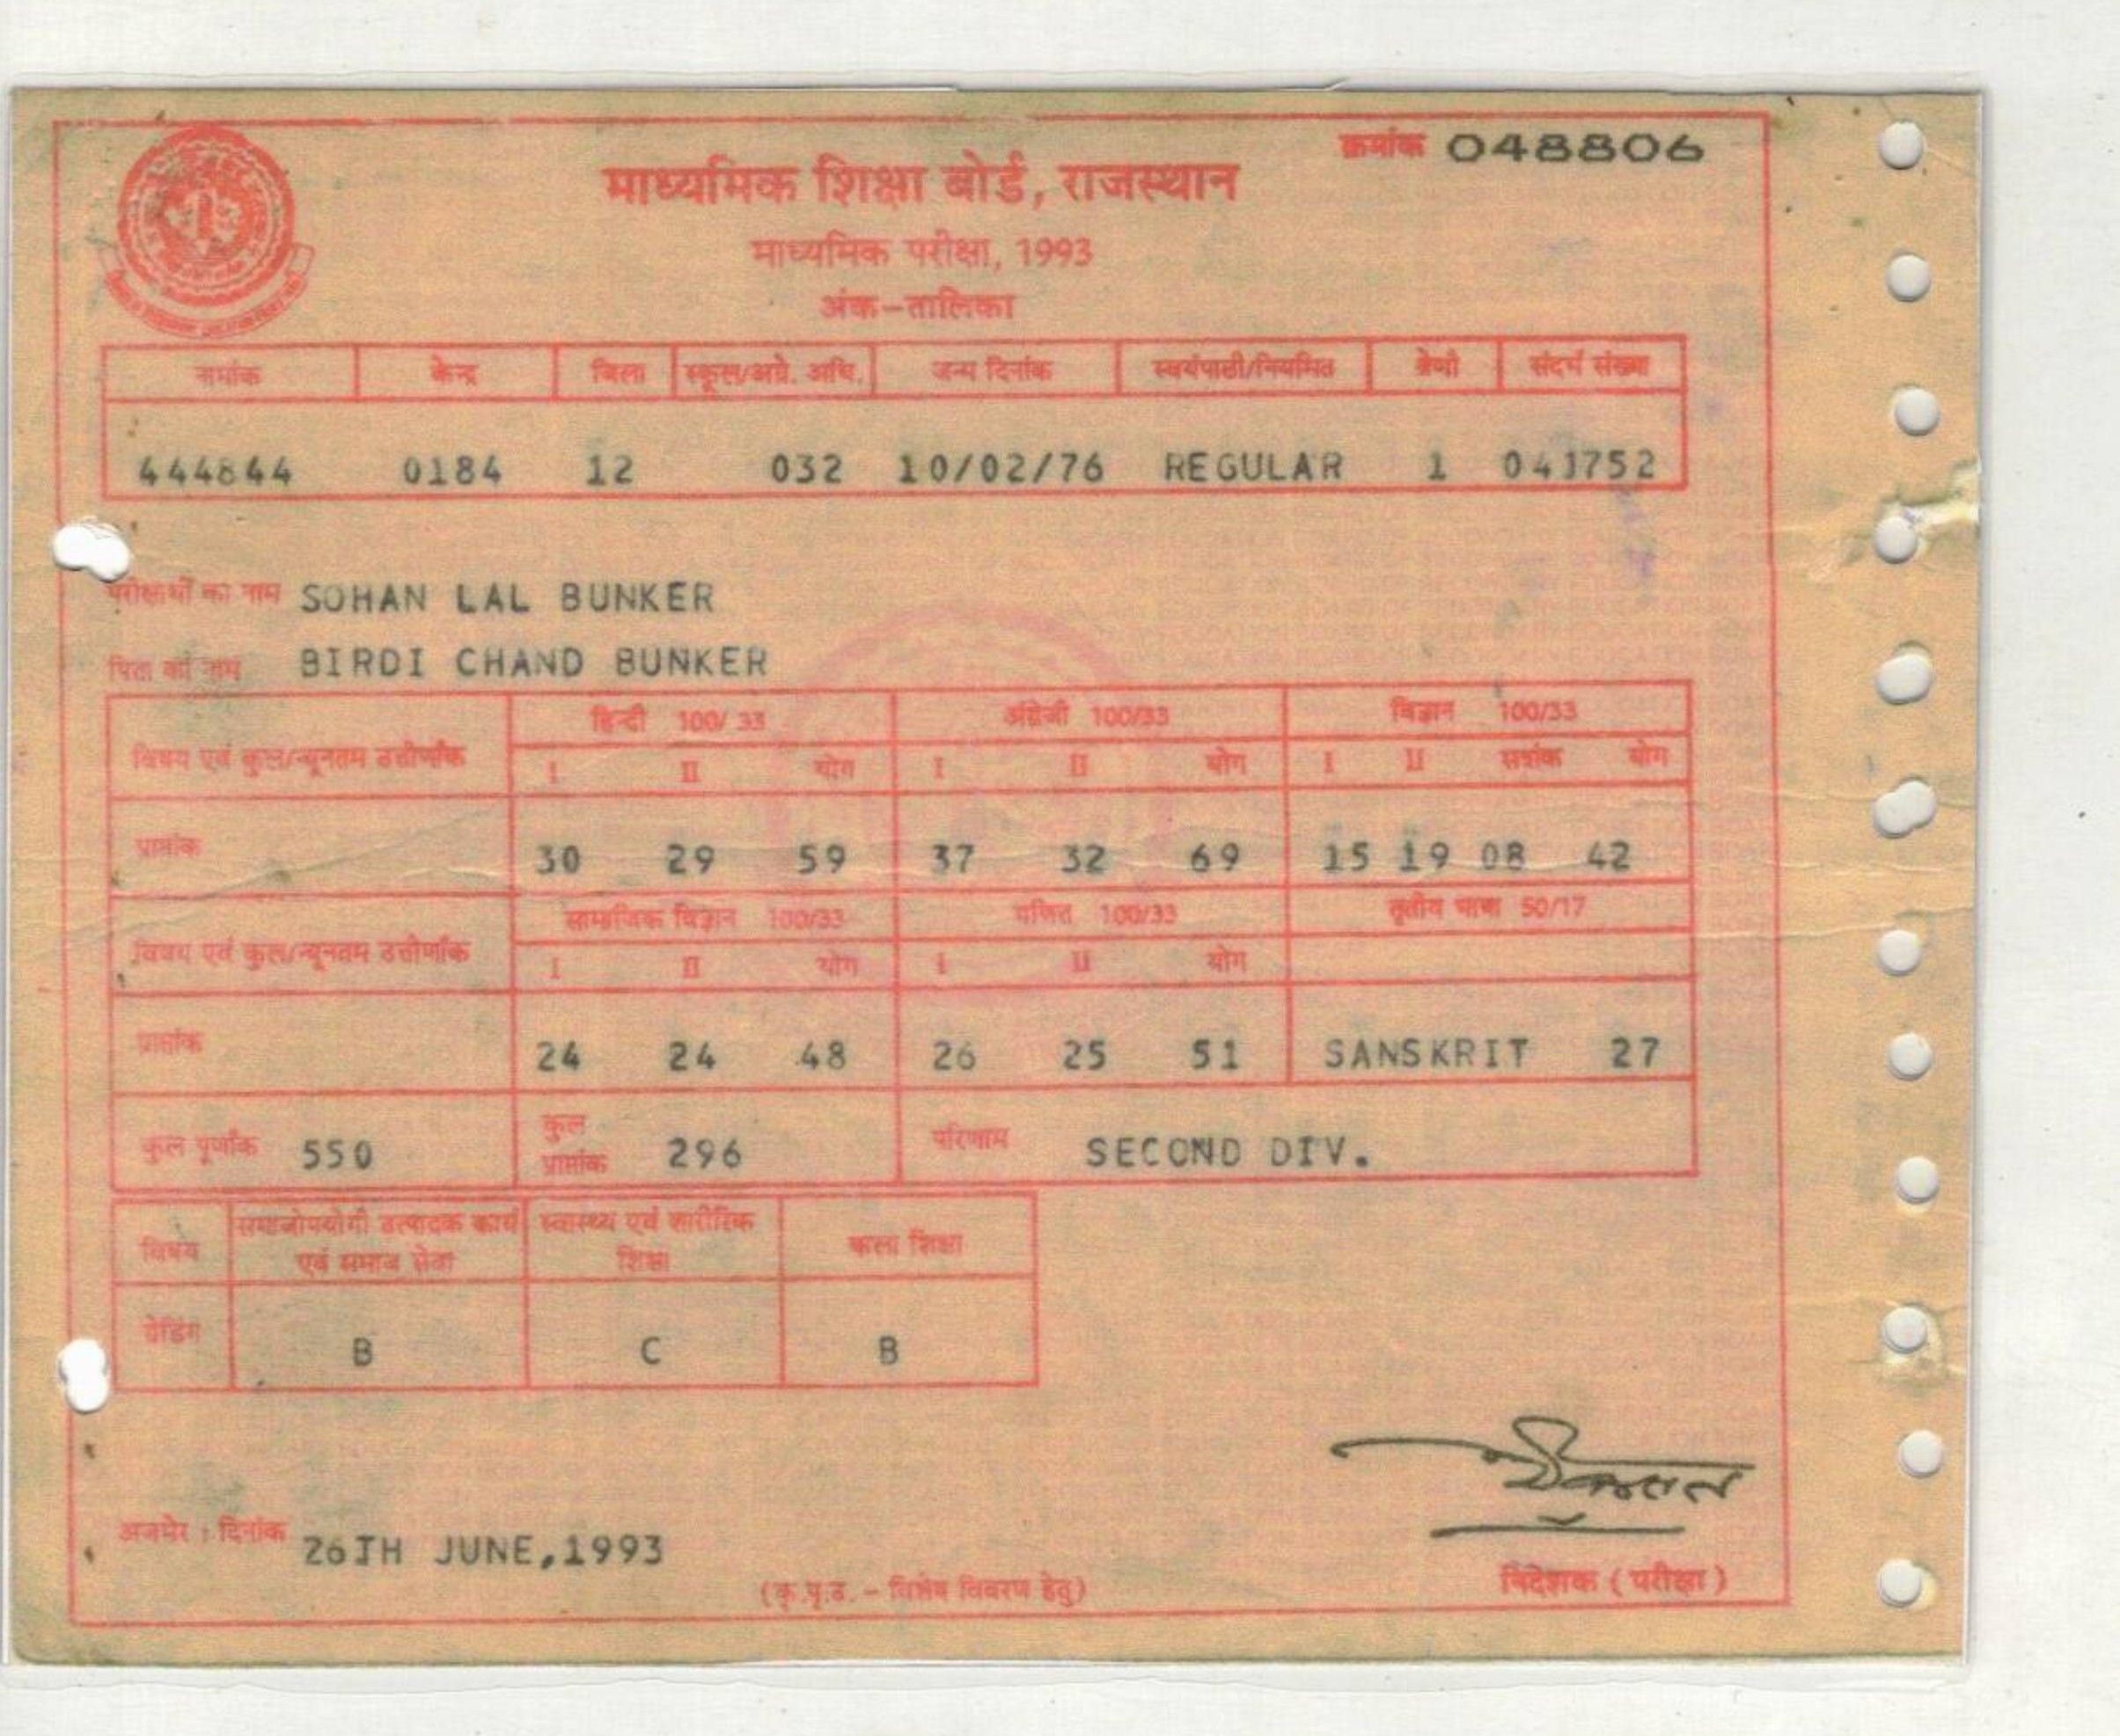 क्रमांक 048806
माध्यमिक शिक्षा बोर्ड, राजस्थान
माध्यमिक परीक्षा, 1993
अंक-तालिका
नामांक केन्द्र जिला स्कूल/अग्रे. अधि. जन्म दिनांक स्वयंपाठी/नियमित श्रेणी संदर्भ संख्या
444844 0184 12 032 10/02/76 REGULAR 1 041752
परीक्षार्थी का नाम SOHAN LAL BUNKER
पिता का नाम BIRDI CHAND BUNKER
हिन्दी 100/33 अंग्रेजी 100/33 विज्ञान 100/33
विषय एवं कुल/न्यूनतम उत्तीर्णांक I II योग I II योग I II सत्रांक योग
प्राप्तांक 30 29 59 37 32 69 15 19 08 42
सामाजिक विज्ञान 100/33 गणित 100/33 तृतीय भाषा 50/17
विषय एवं कुल/न्यूनतम उत्तीर्णांक I II योग I II योग
प्राप्तांक 24 24 48 26 25 51 SANSKRIT 27
कुल पूर्णांक 550 कुल प्राप्तांक 296 परिणाम SECOND DIV.
विषय समाजोपयोगी उत्पादक कार्य एवं समाज सेवा स्वास्थ्य एवं शारीरिक शिक्षा कला शिक्षा
ग्रेडिंग B C B
अजमेर : दिनांक 26TH JUNE,1993
(कृ.पृ.उ. - विशेष विवरण हेतु) निदेशक (परीक्षा)